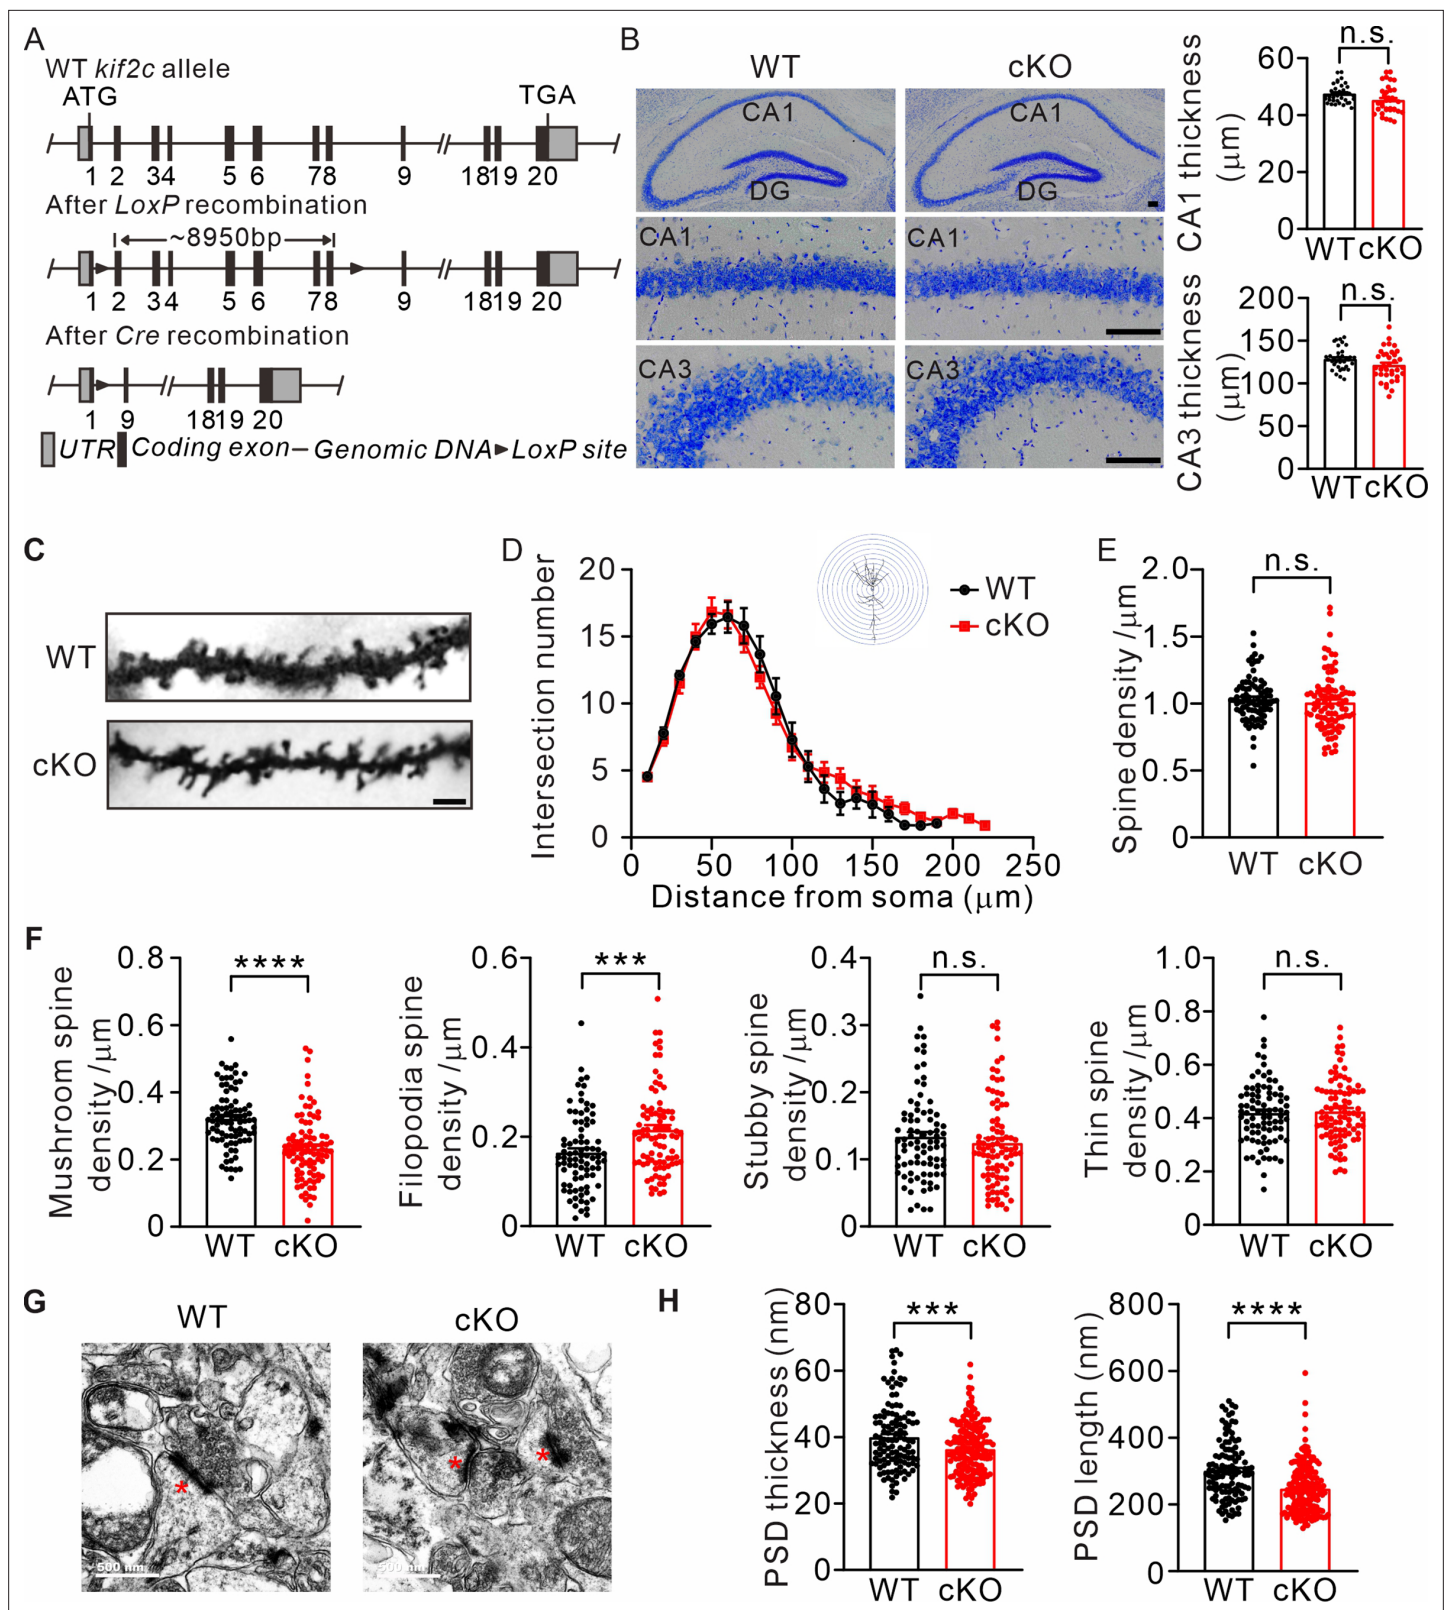 A
WT kif2c allele
ATG TGA
1 2 34 5 6 78 9 1819 20
After LoxP recombination
~8950bp
1 2 34 5 6 78 9 1819 20
After Cre recombination
1 9 1819 20
UTR Coding exon Genomic DNA LoxP site
B
WT cKO
CA1 CA1
DG DG
CA1 CA1
CA3 CA3
CA1 thickness
(μm)
60
40
20
0
n.s.
WT cKO
CA3 thickness
(μm)
200
150
100
50
0
n.s.
WT cKO
C
WT
cKO
D
Intersection number
20
15
10
5
0
0 50 100 150 200 250
Distance from soma (μm)
WT
cKO
E
Spine density /μm
2.0
1.5
1.0
0.5
0
n.s.
WT cKO
F
Mushroom spine
density /μm
0.8
0.6
0.4
0.2
0
****
WT cKO
Filopodia spine
density /μm
0.6
0.4
0.2
0
***
WT cKO
Stubby spine
density /μm
0.4
0.3
0.2
0.1
0
n.s.
WT cKO
Thin spine
density /μm
1.0
0.8
0.6
0.4
0.2
0
n.s.
WT cKO
G
WT cKO
*
* *
500 nm 500 nm
H
PSD thickness (nm)
80
60
40
20
0
***
WT cKO
PSD length (nm)
800
600
400
200
0
****
WT cKO